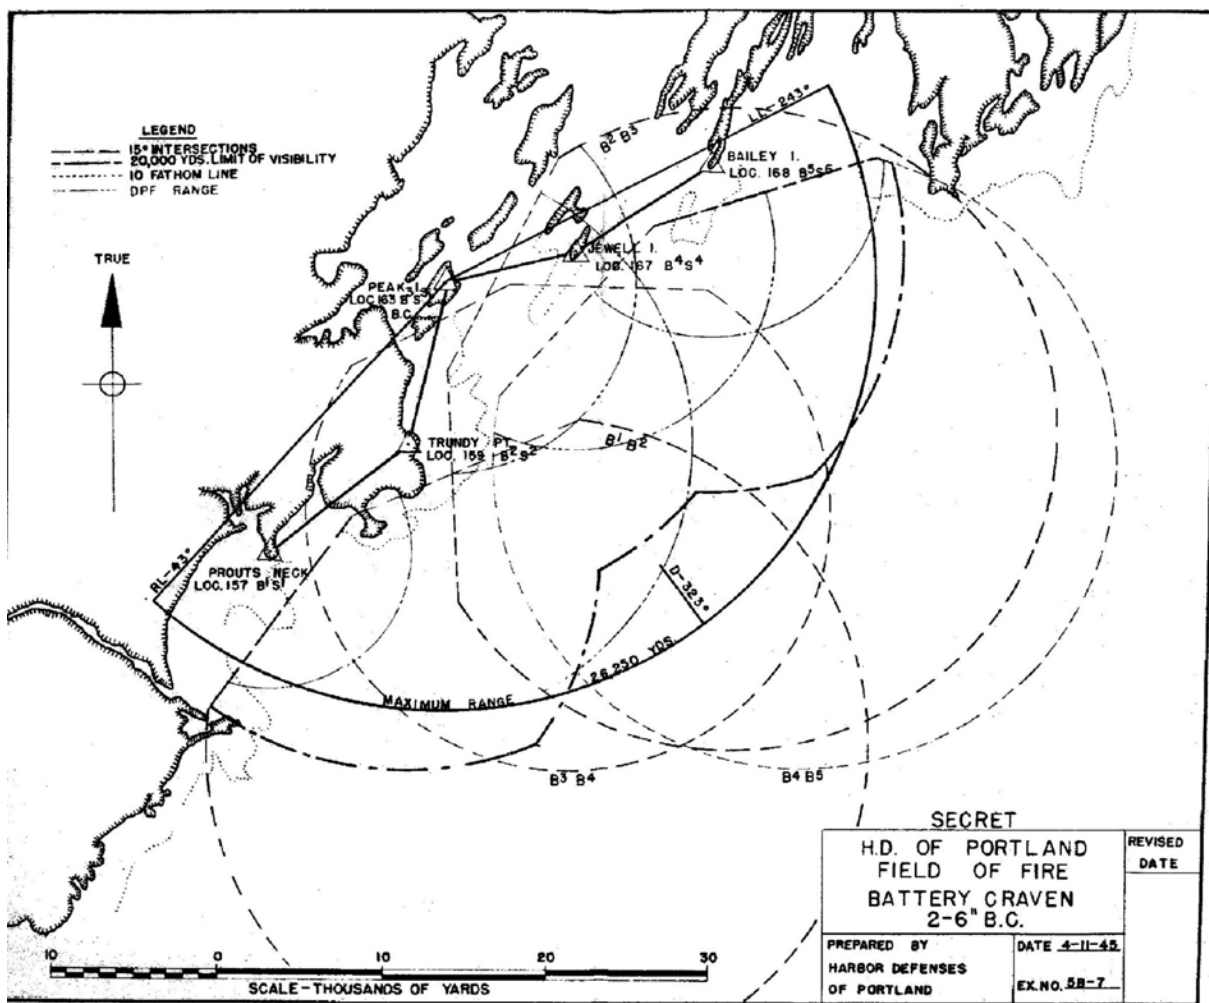 LEGEND
15° INTERSECTIONS
20,000 YDS. LIMIT OF VISIBILITY
10 FATHOM LINE
DPF RANGE
TRUE
LL-243°
B² B³
BAILEY I.
LOC. 168 B⁵S⁶
JEWELL I.
LOC. 167 B⁴S⁴
PEAK I.
LOC 163 B³S³
B.C.
TRUNDY PT.
LOC. 159 B²S²
B¹ B²
RL-43°
PROUTS NECK
LOC. 157 B¹S¹
D-323°
26,250 YDS.
MAXIMUM RANGE
B³ B⁴
B⁴ B⁵
SECRET
H.D. OF PORTLAND
FIELD OF FIRE
BATTERY CRAVEN
2-6" B.C.
REVISED
DATE
PREPARED BY
HARBOR DEFENSES
OF PORTLAND
DATE 4-11-45
EX.NO. 5B-7
10 0 10 20 30
SCALE-THOUSANDS OF YARDS